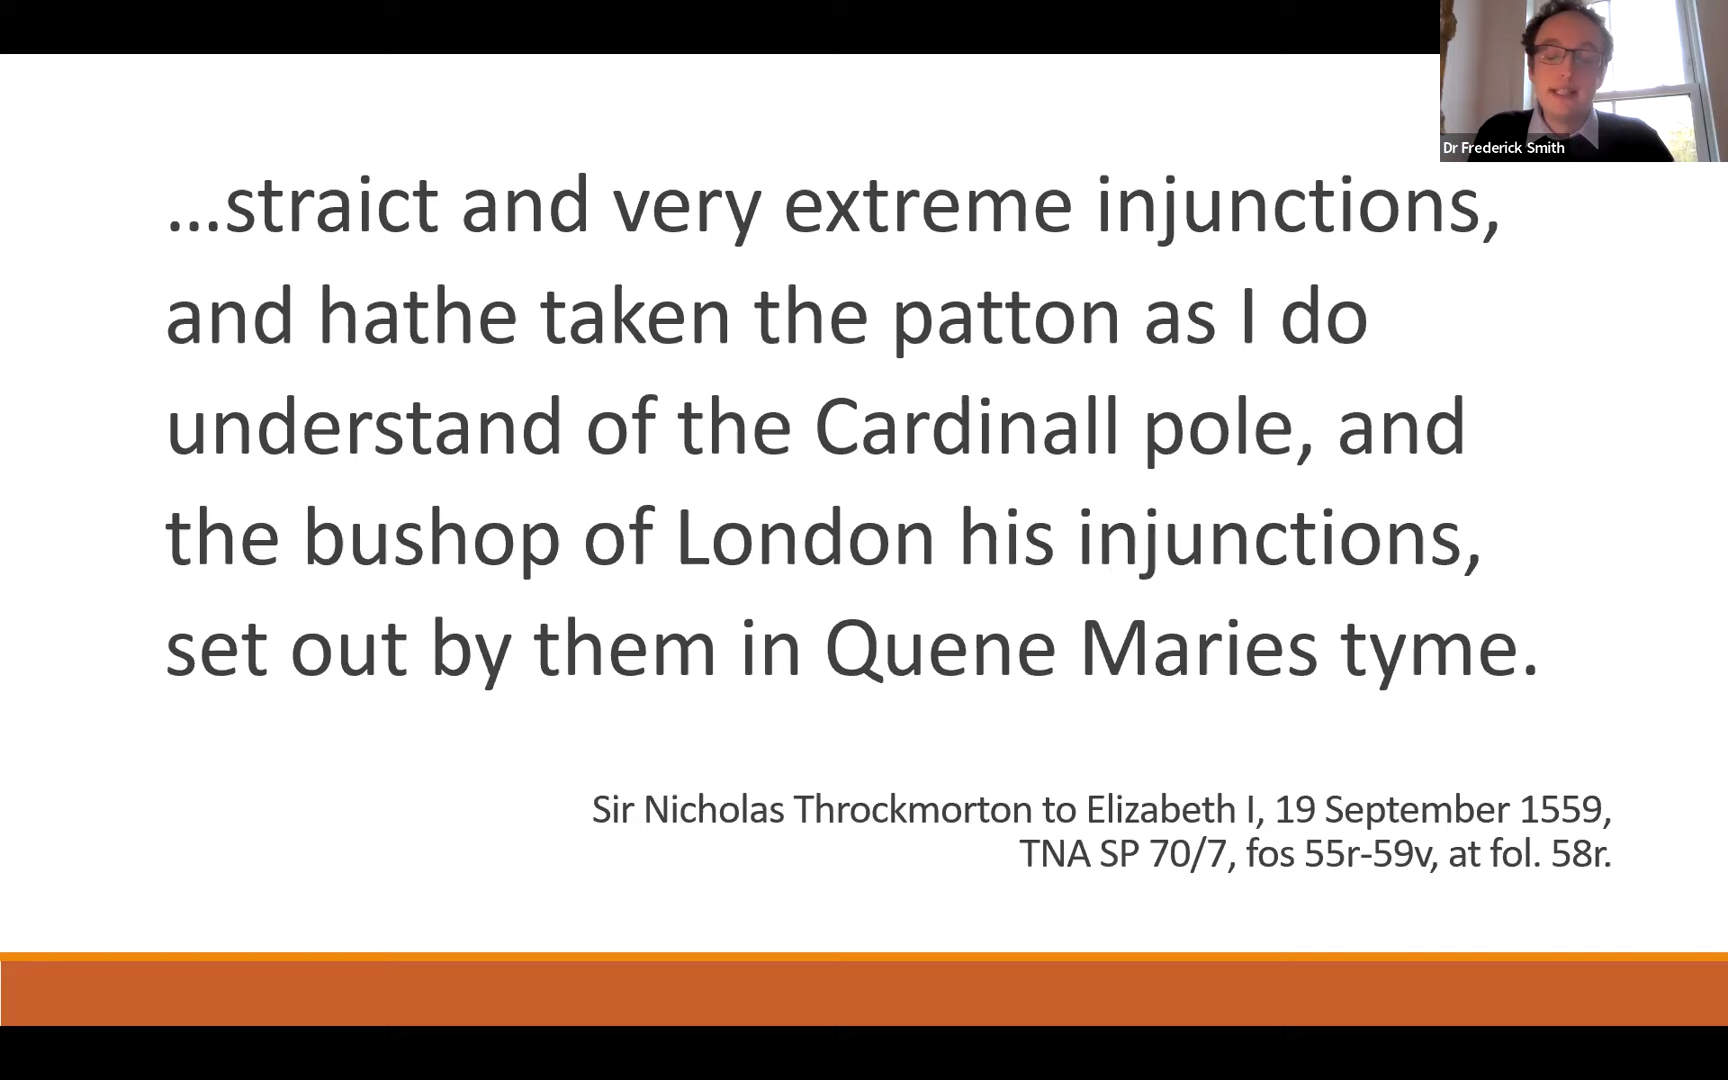 Dr Frederick Smith
...straict and very extreme injunctions,
and hathe taken the patton as I do
understand of the Cardinall pole, and
the bushop of London his injunctions,
set out by them in Quene Maries tyme.
Sir Nicholas Throckmorton to Elizabeth I, 19 September 1559,
TNA SP 70/7, fos 55r-59v, at fol. 58r.